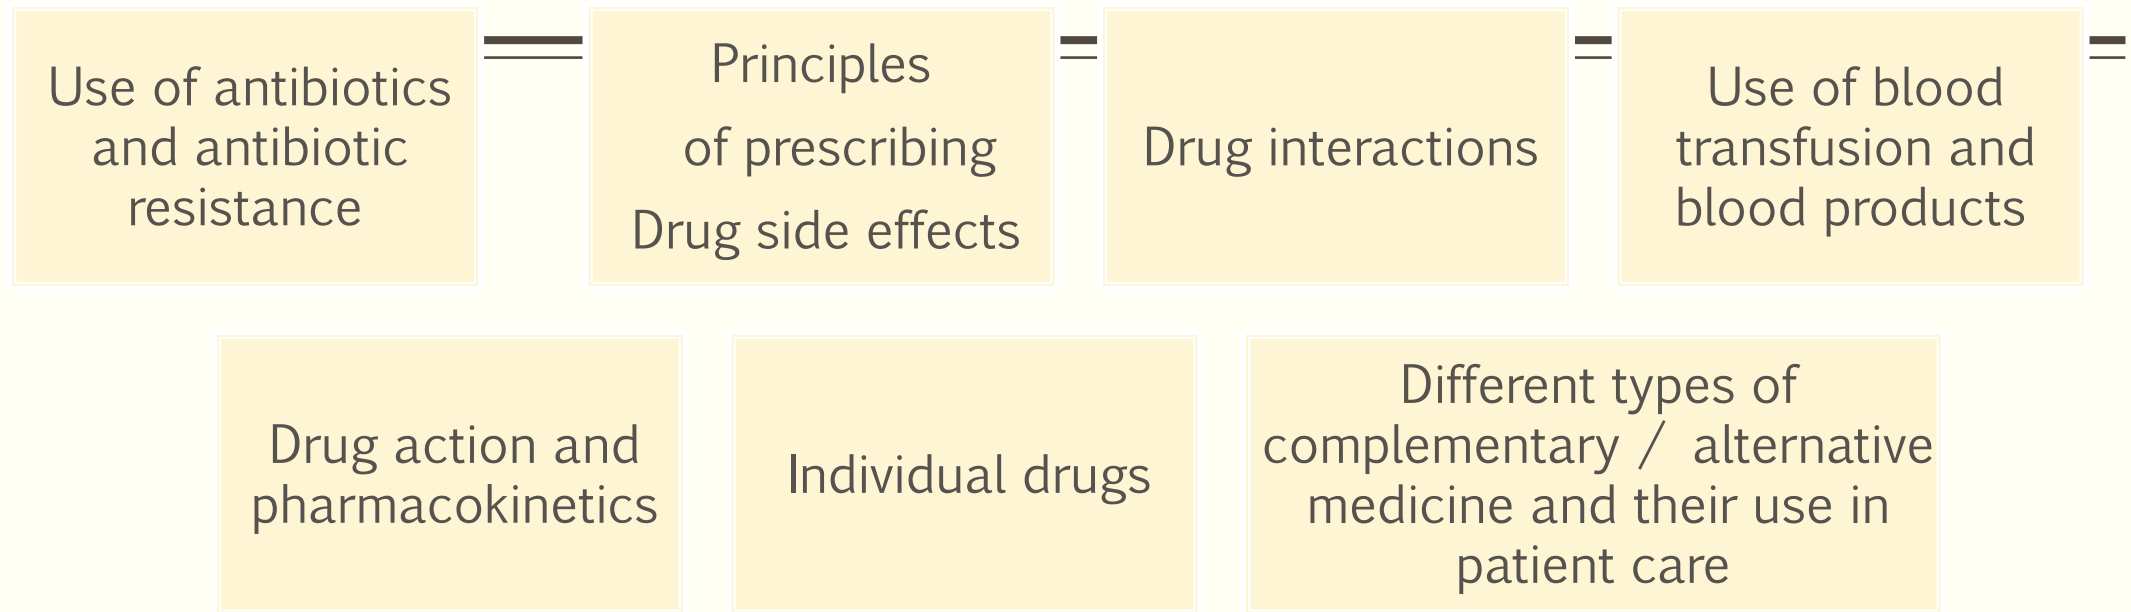 Use of antibiotics
and antibiotic
resistance
Principles
of prescribing
Drug side effects
Drug interactions
Use of blood
transfusion and
blood products
Drug action and
pharmacokinetics
Individual drugs
Different types of
complementary / alternative
medicine and their use in
patient care